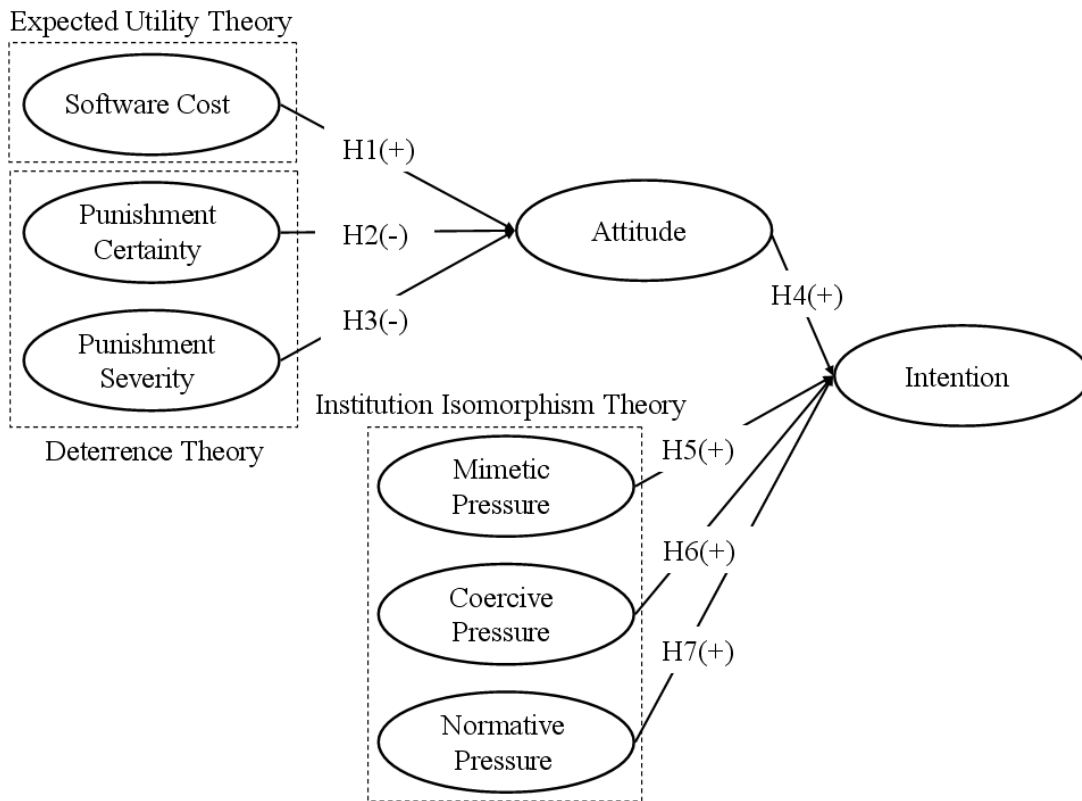 Expected Utility Theory
Software Cost
H1(+)
Punishment
Certainty
H2(-)
Attitude
H3(-)
H4(+)
Punishment
Severity
Intention
Deterrence Theory
Institution Isomorphism Theory
Mimetic
Pressure
H5(+)
H6(+)
Coercive
Pressure
H7(+)
Normative
Pressure